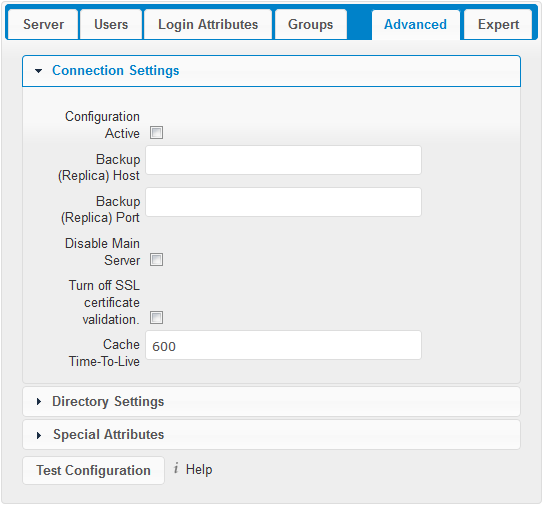 Server Users Login Attributes Groups Advanced Expert
Connection Settings
Configuration
Active
Backup
(Replica) Host
Backup
(Replica) Port
Disable Main
Server
Turn off SSL
certificate
validation.
Cache 600
Time-To-Live
Directory Settings
Special Attributes
Test Configuration i Help